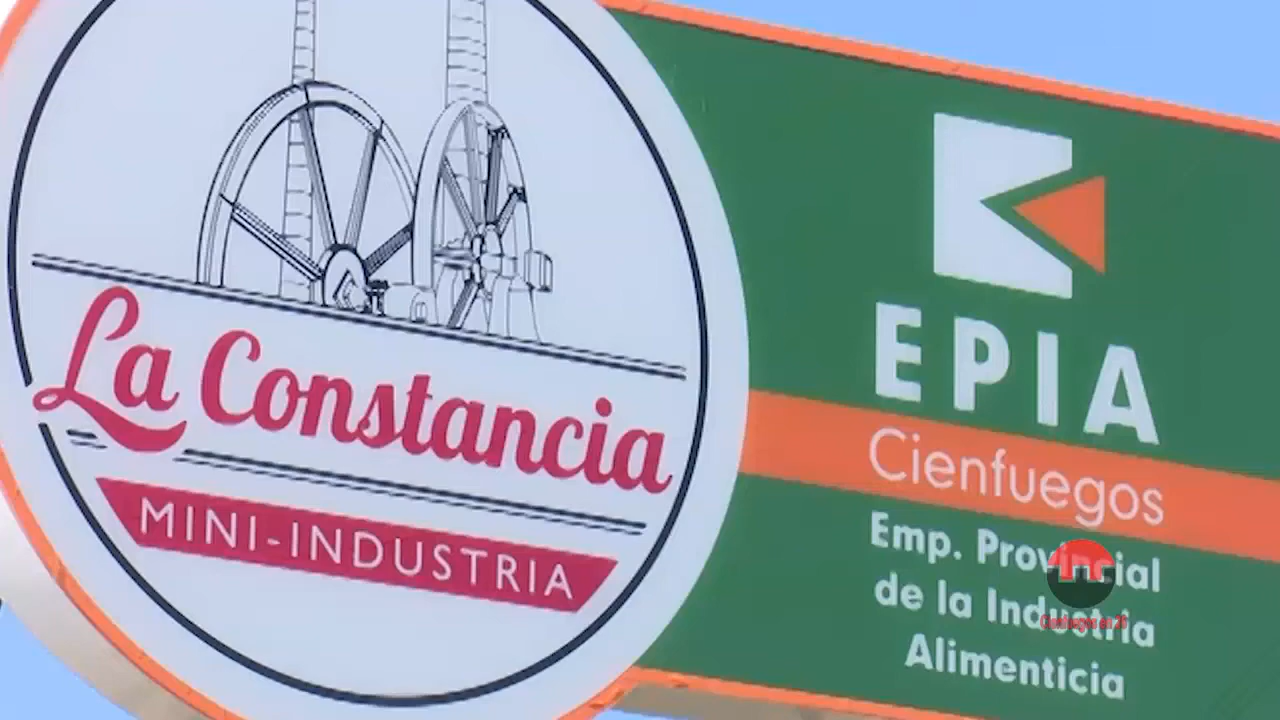 La Constancia
MINI-INDUSTRIA
EPIA
Cienfuegos
Emp. Provincial
de la Industria
Alimenticia